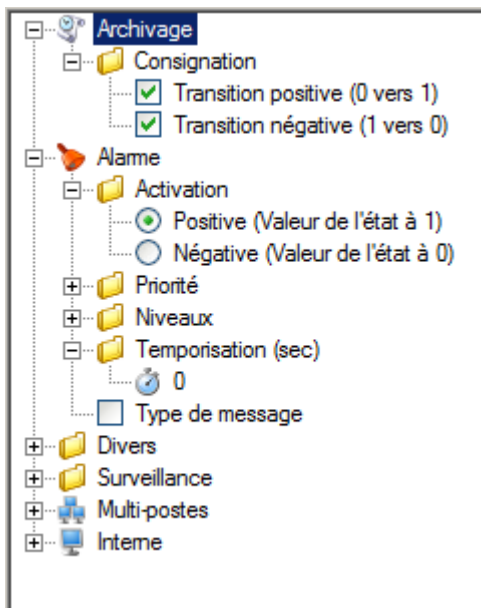 Archivage
Consignation
Transition positive (0 vers 1)
Transition négative (1 vers 0)
Alarme
Activation
Positive (Valeur de l'état à 1)
Négative (Valeur de l'état à 0)
Priorité
Niveaux
Temporisation (sec)
0
Type de message
Divers
Surveillance
Multi-postes
Interne